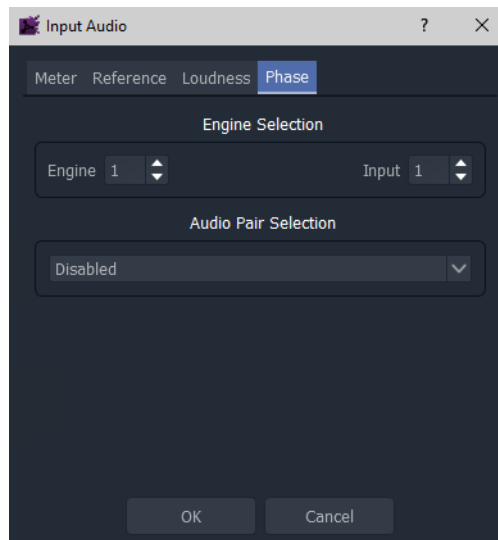 Input Audio ?
Meter Reference Loudness Phase
Engine Selection
Engine 1 Input 1
Audio Pair Selection
Disabled
OK Cancel